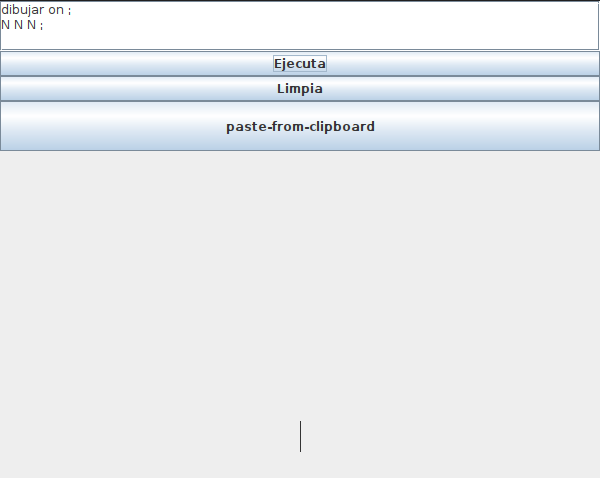 dibujar on ;
N N N ;
Ejecuta
Limpia
paste-from-clipboard